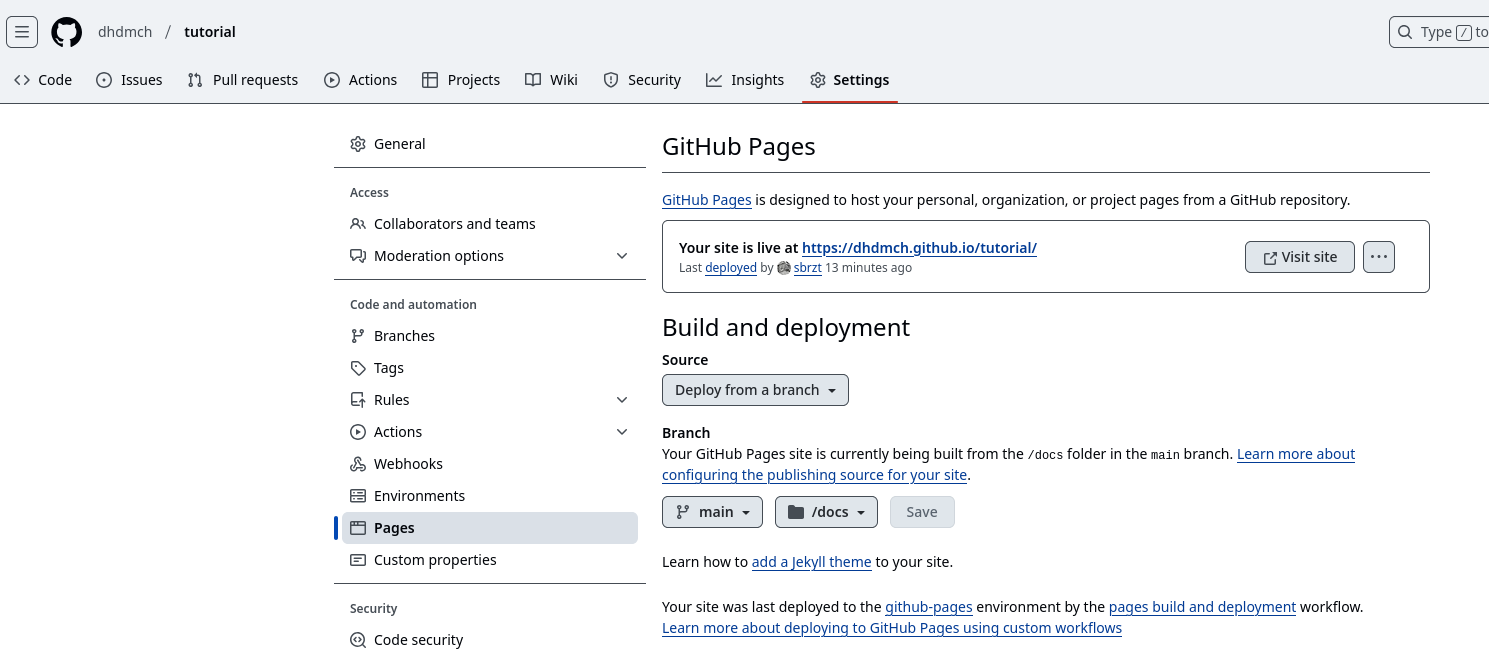 dhdmch / tutorial
Type / to
Code Issues Pull requests Actions Projects Wiki Security Insights Settings
General
Access
Collaborators and teams
Moderation options
Code and automation
Branches
Tags
Rules
Actions
Webhooks
Environments
Pages
Custom properties
Security
Code security
GitHub Pages
GitHub Pages is designed to host your personal, organization, or project pages from a GitHub repository.
Your site is live at https://dhdmch.github.io/tutorial/
Last deployed by sbrzt 13 minutes ago
Visit site
Build and deployment
Source
Deploy from a branch
Branch
Your GitHub Pages site is currently being built from the /docs folder in the main branch. Learn more about
configuring the publishing source for your site.
main /docs Save
Learn how to add a Jekyll theme to your site.
Your site was last deployed to the github-pages environment by the pages build and deployment workflow.
Learn more about deploying to GitHub Pages using custom workflows